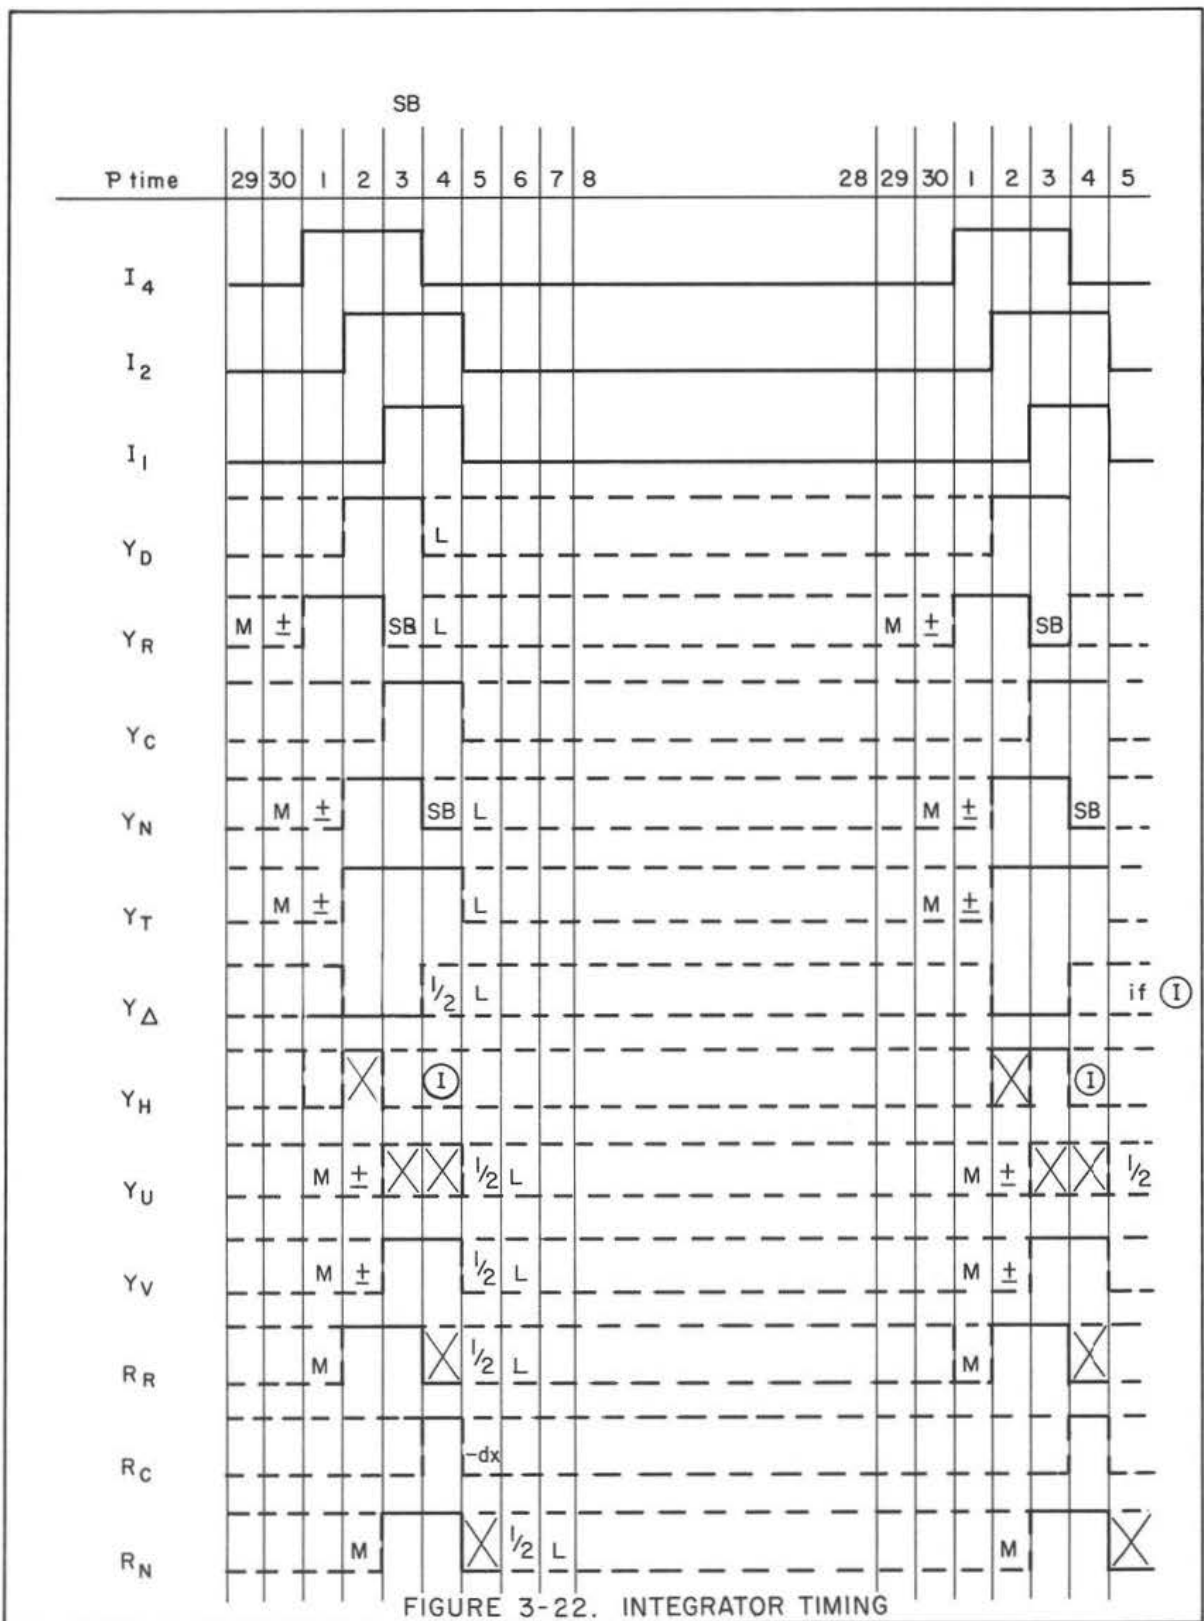 SB
P time 29 30 1 2 3 4 5 6 7 8 28 29 30 1 2 3 4 5
I4
I2
I1
YD L
YR M ± SB L M ± SB
YC
YN M ± SB L M ± SB
YT M ± L M ±
YΔ 1/2 L if I
YH I I
YU M ± 1/2 L M ± 1/2
YV M ± 1/2 L M ±
RR M 1/2 L M
RC -dx
RN M 1/2 L M
FIGURE 3-22. INTEGRATOR TIMING